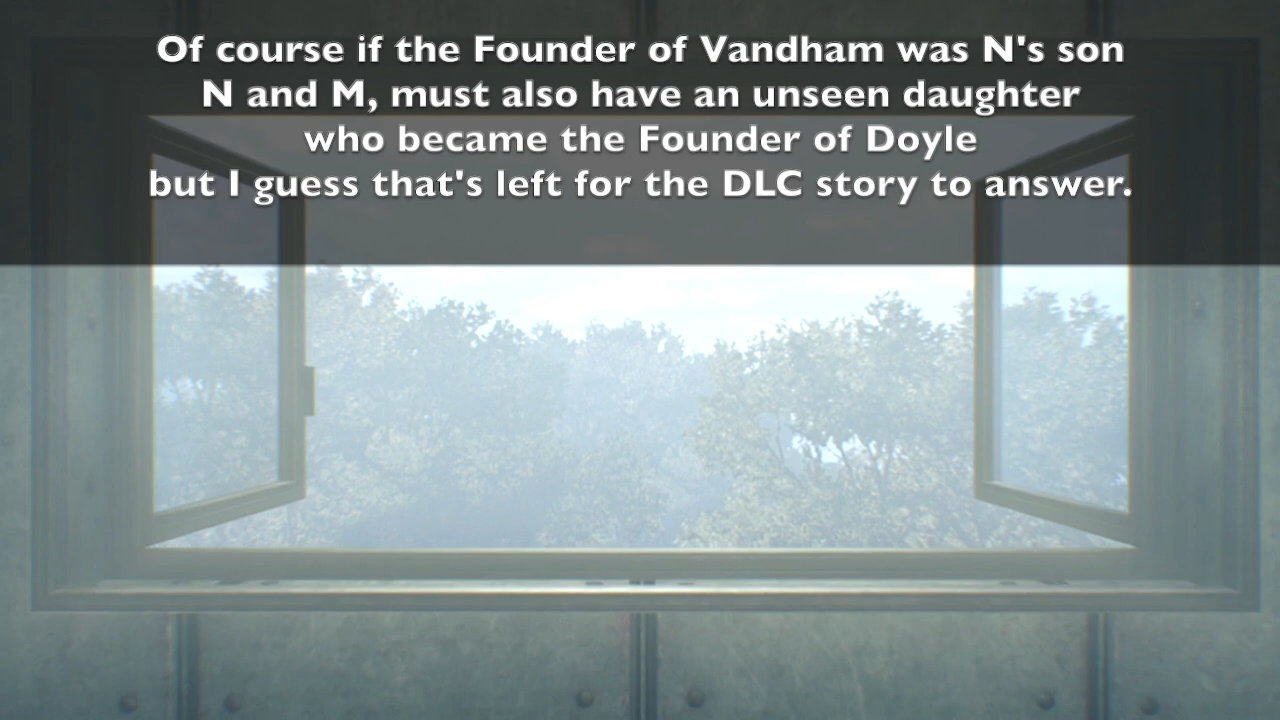 Of course if the Founder of Vandham was N's son
N and M, must also have an unseen daughter
who became the Founder of Doyle
but I guess that's left for the DLC story to answer.